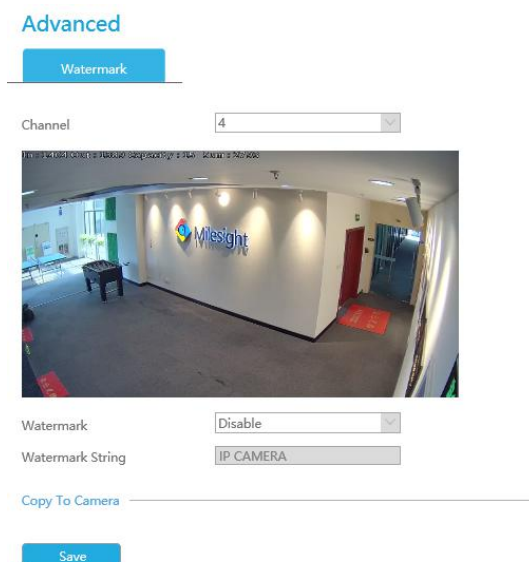 Advanced
Watermark
Channel
4
Milesight
Watermark
Disable
Watermark String
IP CAMERA
Copy To Camera
Save